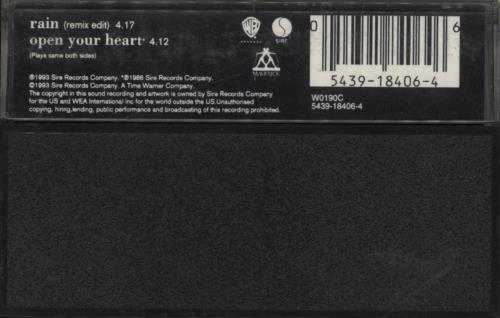 rain (remix edit) 4.17
open your heart* 4.12
(Plays same both sides)
℗1993 Sire Records Company. *℗1986 Sire Records Company.
©1993 Sire Records Company. A Time Warner Company.
The copyright in this sound recording and artwork is owned by Sire Records Company
for the US and WEA International Inc for the world outside the US.Unauthorised
copying, hiring,lending, public performance and broadcasting of this recording prohibited.
SIRE
MAVERICK
0 6
5439-18406-4
W0190C
5439-18406-4